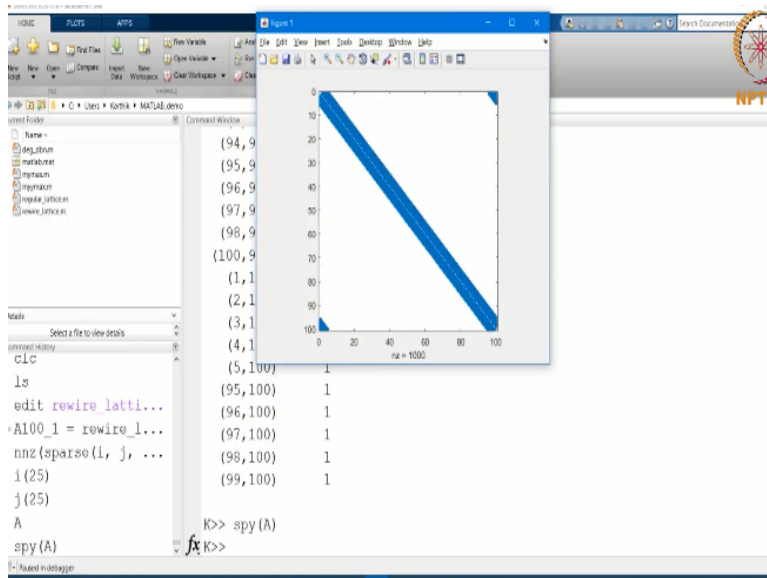 HOME PLOTS APPS
Figure 1
Search Documentation
File Edit View Insert Tools Desktop Window Help
New Open Find Files Compare Import Data Save Workspace New Variable Open Variable Clear Workspace
C: Users Karthik MATLAB_demo
NPT
Current Folder
Command Window
Name
deg_distn.m
matlab.mat
mymax.m
myymax.m
regular_lattice.m
rewire_lattice.m
Details
Select a file to view details
Command History
clc
ls
edit rewire_latti...
A100_1 = rewire_l...
nnz(sparse(i, j, ...
i(25)
j(25)
A
spy(A)
(94,9
(95,9
(96,9
(97,9
(98,9
(100,9
(1,1
(2,1
(3,1
(4,1
(5,100) 1
(95,100) 1
(96,100) 1
(97,100) 1
(98,100) 1
(99,100) 1
K>> spy(A)
fx K>>
0
10
20
30
40
50
60
70
80
90
100
0 20 40 60 80 100
nz = 1000
Paused in debugger